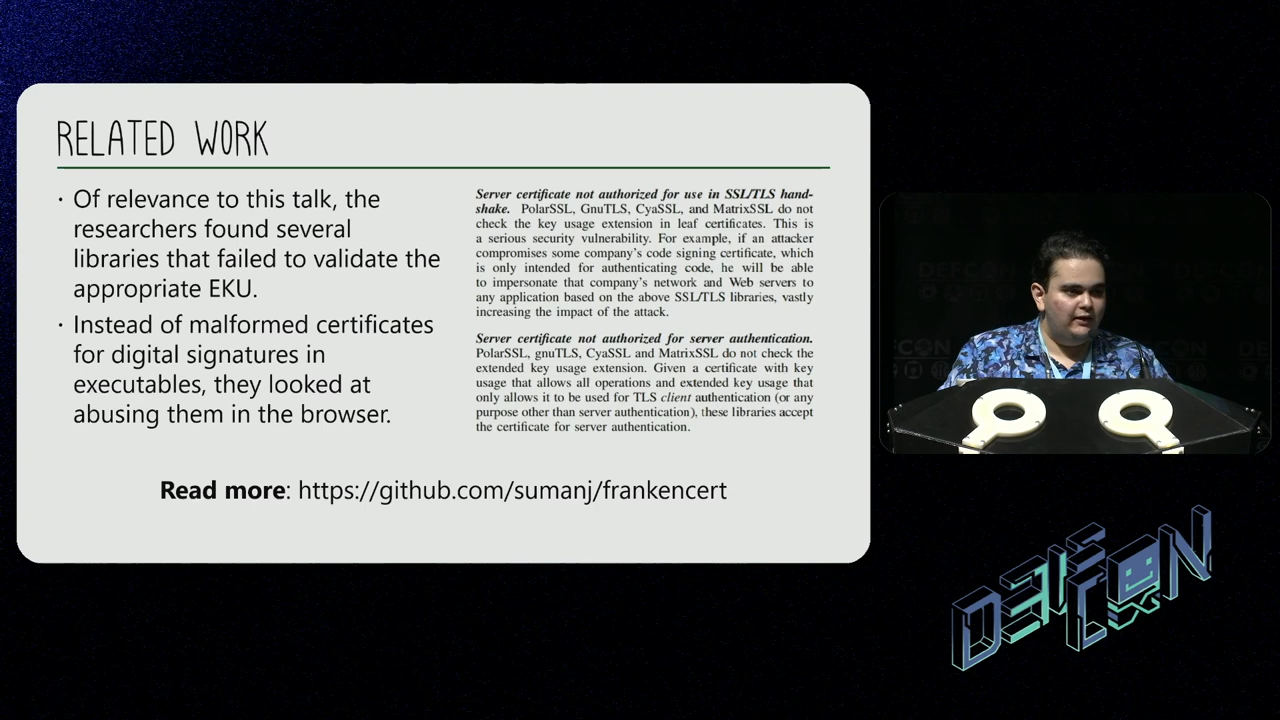 RELATED WORK
· Of relevance to this talk, the
researchers found several
libraries that failed to validate the
appropriate EKU.
· Instead of malformed certificates
for digital signatures in
executables, they looked at
abusing them in the browser.
Server certificate not authorized for use in SSL/TLS hand-
shake. PolarSSL, GnuTLS, CyaSSL, and MatrixSSL do not
check the key usage extension in leaf certificates. This is
a serious security vulnerability. For example, if an attacker
compromises some company's code signing certificate, which
is only intended for authenticating code, he will be able
to impersonate that company's network and Web servers to
any application based on the above SSL/TLS libraries, vastly
increasing the impact of the attack.
Server certificate not authorized for server authentication.
PolarSSL, gnuTLS, CyaSSL and MatrixSSL do not check the
extended key usage extension. Given a certificate with key
usage that allows all operations and extended key usage that
only allows it to be used for TLS client authentication (or any
purpose other than server authentication), these libraries accept
the certificate for server authentication.
Read more: https://github.com/sumanj/frankencert
DEFCON
DEF CON